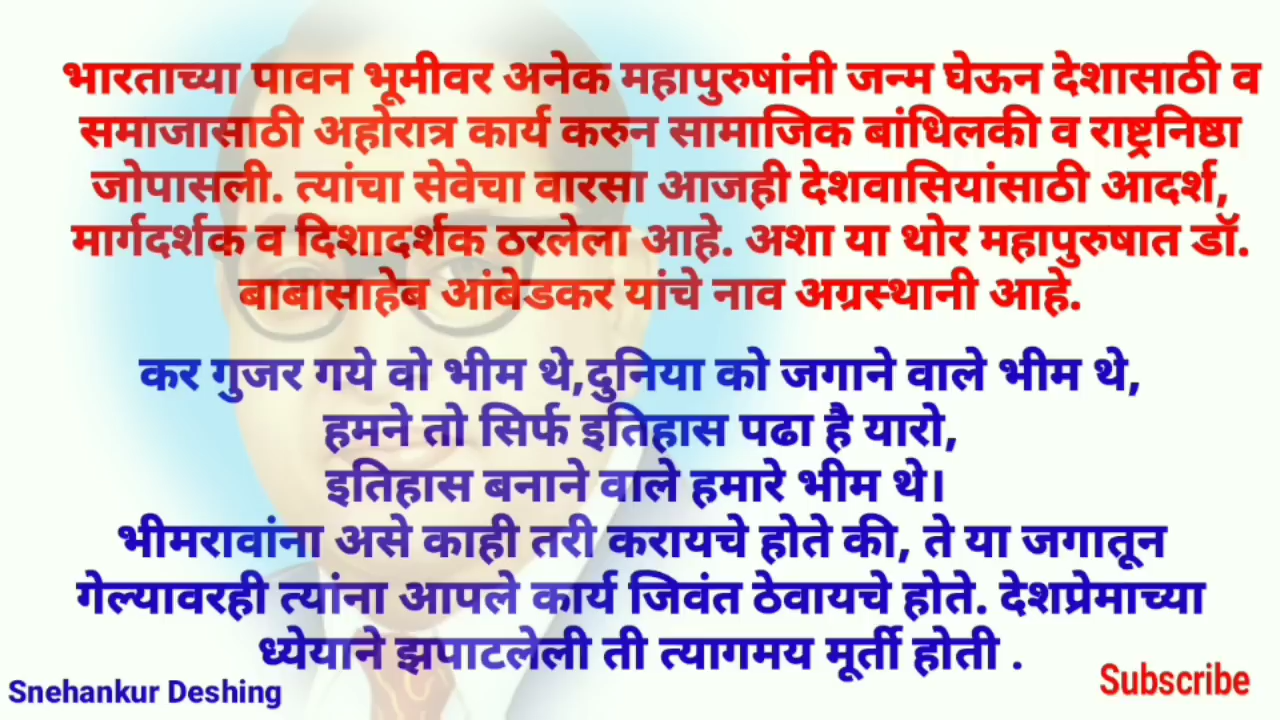 भारताच्या पावन भूमीवर अनेक महापुरुषांनी जन्म घेऊन देशासाठी व
समाजासाठी अहोरात्र कार्य करुन सामाजिक बांधिलकी व राष्ट्रनिष्ठा
जोपासली. त्यांचा सेवेचा वारसा आजही देशवासियांसाठी आदर्श,
मार्गदर्शक व दिशादर्शक ठरलेला आहे. अशा या थोर महापुरुषात डॉ.
बाबासाहेब आंबेडकर यांचे नाव अग्रस्थानी आहे.
कर गुजर गये वो भीम थे,दुनिया को जगाने वाले भीम थे,
हमने तो सिर्फ इतिहास पढा है यारो,
इतिहास बनाने वाले हमारे भीम थे।
भीमरावांना असे काही तरी करायचे होते की, ते या जगातून
गेल्यावरही त्यांना आपले कार्य जिवंत ठेवायचे होते. देशप्रेमाच्या
ध्येयाने झपाटलेली ती त्यागमय मूर्ती होती .
Snehankur Deshing
Subscribe